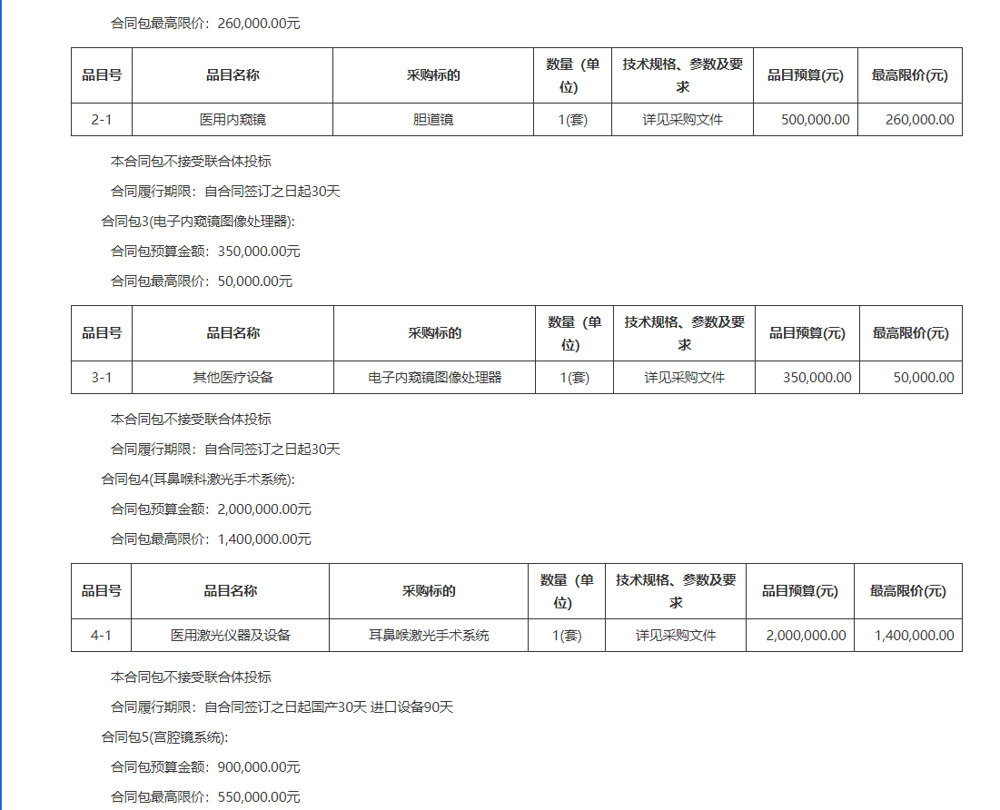 合同包最高限价：260,000.00元
品目号 品目名称 采购标的 数量（单位） 技术规格、参数及要求 品目预算(元) 最高限价(元)
2-1 医用内窥镜 胆道镜 1(套) 详见采购文件 500,000.00 260,000.00
本合同包不接受联合体投标
合同履行期限：自合同签订之日起30天
合同包3(电子内窥镜图像处理器):
合同包预算金额：350,000.00元
合同包最高限价：50,000.00元
品目号 品目名称 采购标的 数量（单位） 技术规格、参数及要求 品目预算(元) 最高限价(元)
3-1 其他医疗设备 电子内窥镜图像处理器 1(套) 详见采购文件 350,000.00 50,000.00
本合同包不接受联合体投标
合同履行期限：自合同签订之日起30天
合同包4(耳鼻喉科激光手术系统):
合同包预算金额：2,000,000.00元
合同包最高限价：1,400,000.00元
品目号 品目名称 采购标的 数量（单位） 技术规格、参数及要求 品目预算(元) 最高限价(元)
4-1 医用激光仪器及设备 耳鼻喉激光手术系统 1(套) 详见采购文件 2,000,000.00 1,400,000.00
本合同包不接受联合体投标
合同履行期限：自合同签订之日起国产30天 进口设备90天
合同包5(宫腔镜系统):
合同包预算金额：900,000.00元
合同包最高限价：550,000.00元